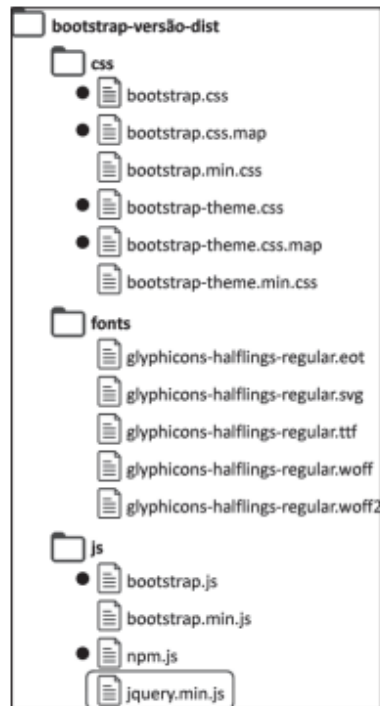 bootstrap-versão-dist
css
bootstrap.css
bootstrap.css.map
bootstrap.min.css
bootstrap-theme.css
bootstrap-theme.css.map
bootstrap-theme.min.css
fonts
glyphicons-halflings-regular.eot
glyphicons-halflings-regular.svg
glyphicons-halflings-regular.ttf
glyphicons-halflings-regular.woff
glyphicons-halflings-regular.woff2
js
bootstrap.js
bootstrap.min.js
npm.js
jquery.min.js